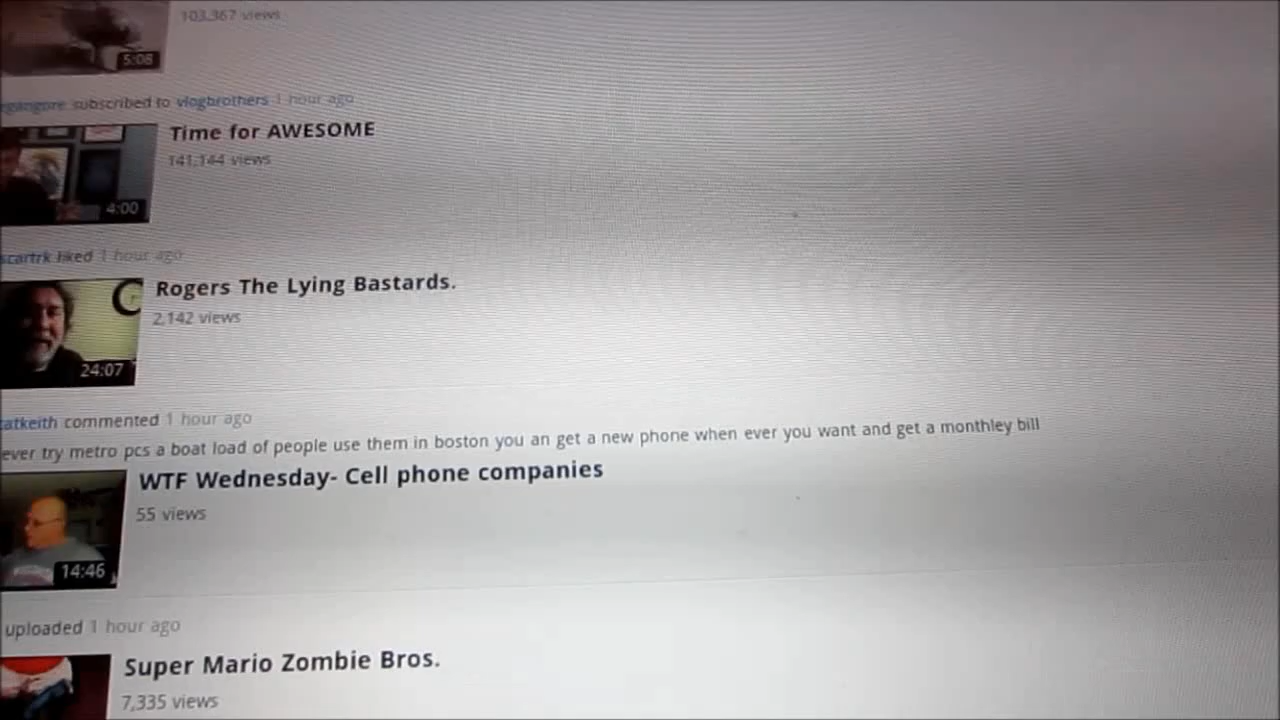 103,367 views
5:08
subscribed to vlogbrothers 1 hour ago
Time for AWESOME
141,144 views
4:00
scartrk liked 1 hour ago
Rogers The Lying Bastards.
2,142 views
24:07
catkeith commented 1 hour ago
ever try metro pcs a boat load of people use them in boston you an get a new phone when ever you want and get a monthley bill
WTF Wednesday- Cell phone companies
55 views
14:46
uploaded 1 hour ago
Super Mario Zombie Bros.
7,335 views